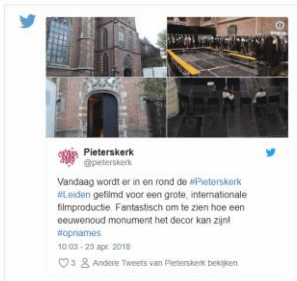 Pieterskerk
@pieterskerk
Vandaag wordt er in en rond de #Pieterskerk
#Leiden gefilmd voor een grote, internationale
filmproductie. Fantastisch om te zien hoe een
eeuwenoud monument het decor kan zijn!
#opnames
10:03 - 23 apr. 2018
3 Andere Tweets van Pieterskerk bekijken